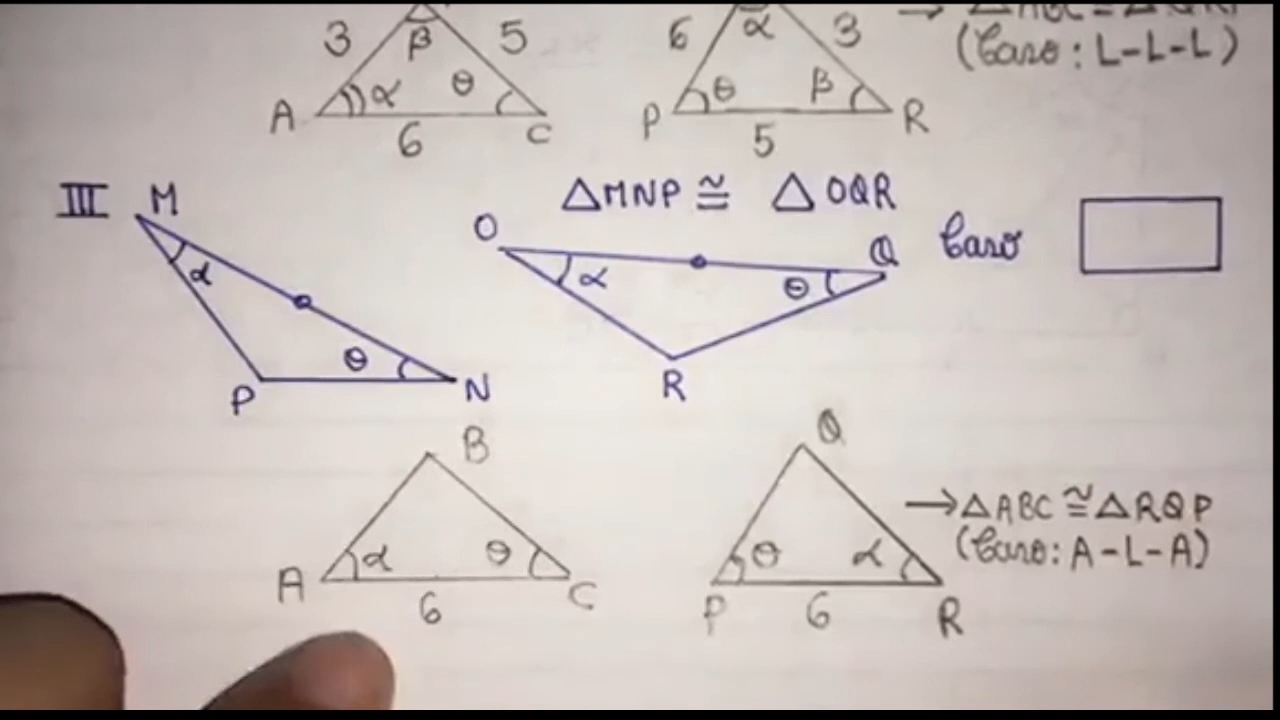 3 β 5 6 α 3
(Caso: L-L-L)
A α θ C P θ β R
6 5
III M △MNP ≅ △OQR
O Q Caso
α α θ
θ
P N R
B Q
→ △ABC ≅ △RQP
A α θ C θ α (Caso: A-L-A)
6 P 6 R